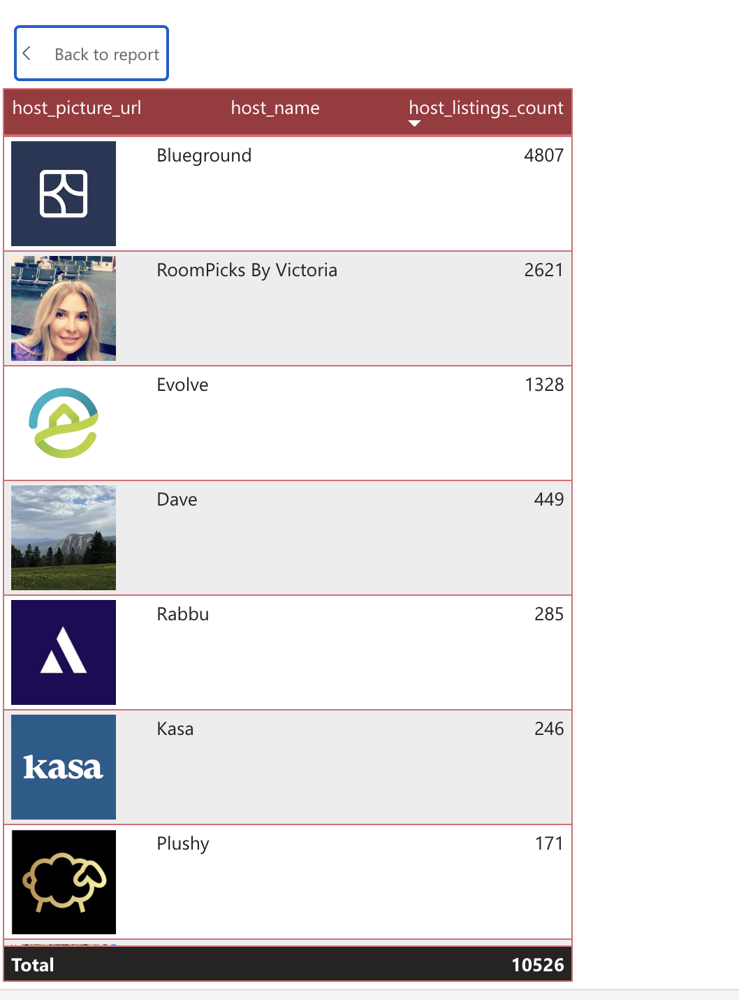 Back to report
host_picture_url host_name host_listings_count
Blueground 4807
RoomPicks By Victoria 2621
Evolve 1328
Dave 449
Rabbu 285
Kasa 246
kasa
Plushy 171
Total 10526